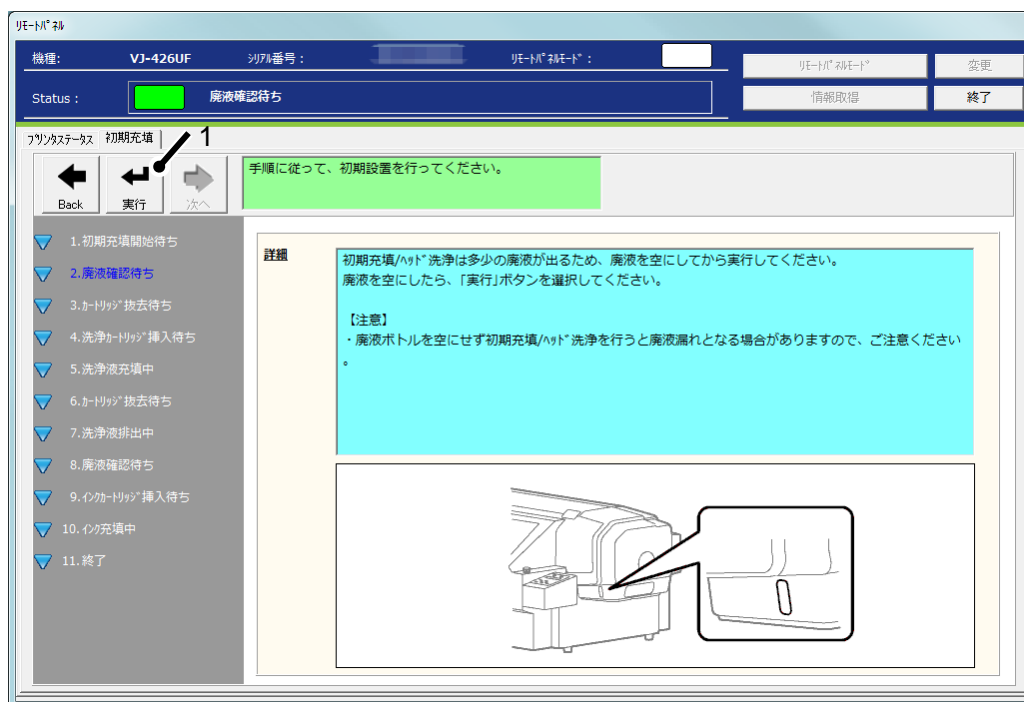 ﾘﾓｰﾄﾊﾟﾈﾙ
機種: VJ-426UF ｼﾘｱﾙ番号： ﾘﾓｰﾄﾊﾟﾈﾙﾓｰﾄﾞ： ﾘﾓｰﾄﾊﾟﾈﾙﾓｰﾄﾞ 変更
Status： 廃液確認待ち 情報取得 終了
ﾌﾟﾘﾝﾀｽﾃｰﾀｽ 初期充填 1
Back 実行 次へ 手順に従って、初期設置を行ってください。
1.初期充填開始待ち
2.廃液確認待ち
3.ｶｰﾄﾘｯｼﾞ抜去待ち
4.洗浄ｶｰﾄﾘｯｼﾞ挿入待ち
5.洗浄液充填中
6.ｶｰﾄﾘｯｼﾞ抜去待ち
7.洗浄液排出中
8.廃液確認待ち
9.ｲﾝｸｶｰﾄﾘｯｼﾞ挿入待ち
10.ｲﾝｸ充填中
11.終了
詳細
初期充填/ﾍｯﾄﾞ洗浄は多少の廃液が出るため、廃液を空にしてから実行してください。
廃液を空にしたら、「実行」ボタンを選択してください。
【注意】
・廃液ボトルを空にせず初期充填/ﾍｯﾄﾞ洗浄を行うと廃液漏れとなる場合がありますので、ご注意ください
。